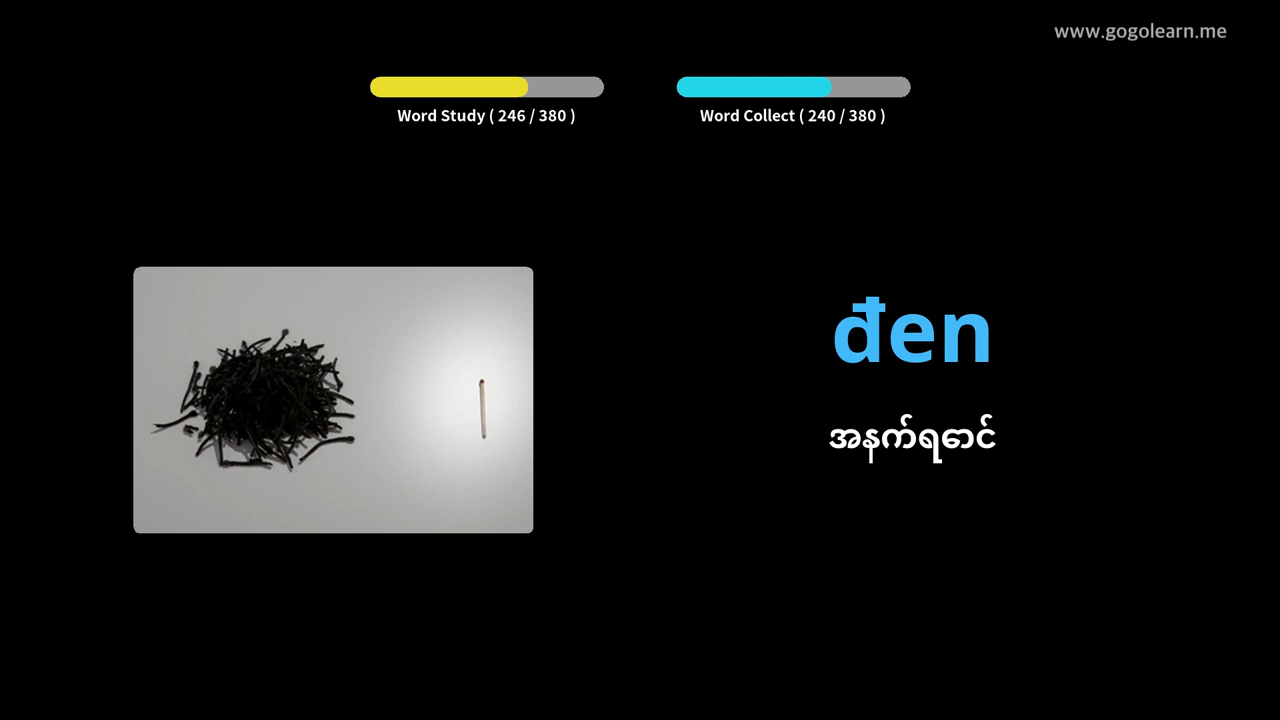 www.gogolearn.me
Word Study ( 246 / 380 )
Word Collect ( 240 / 380 )
đen
အနက်ရောင်